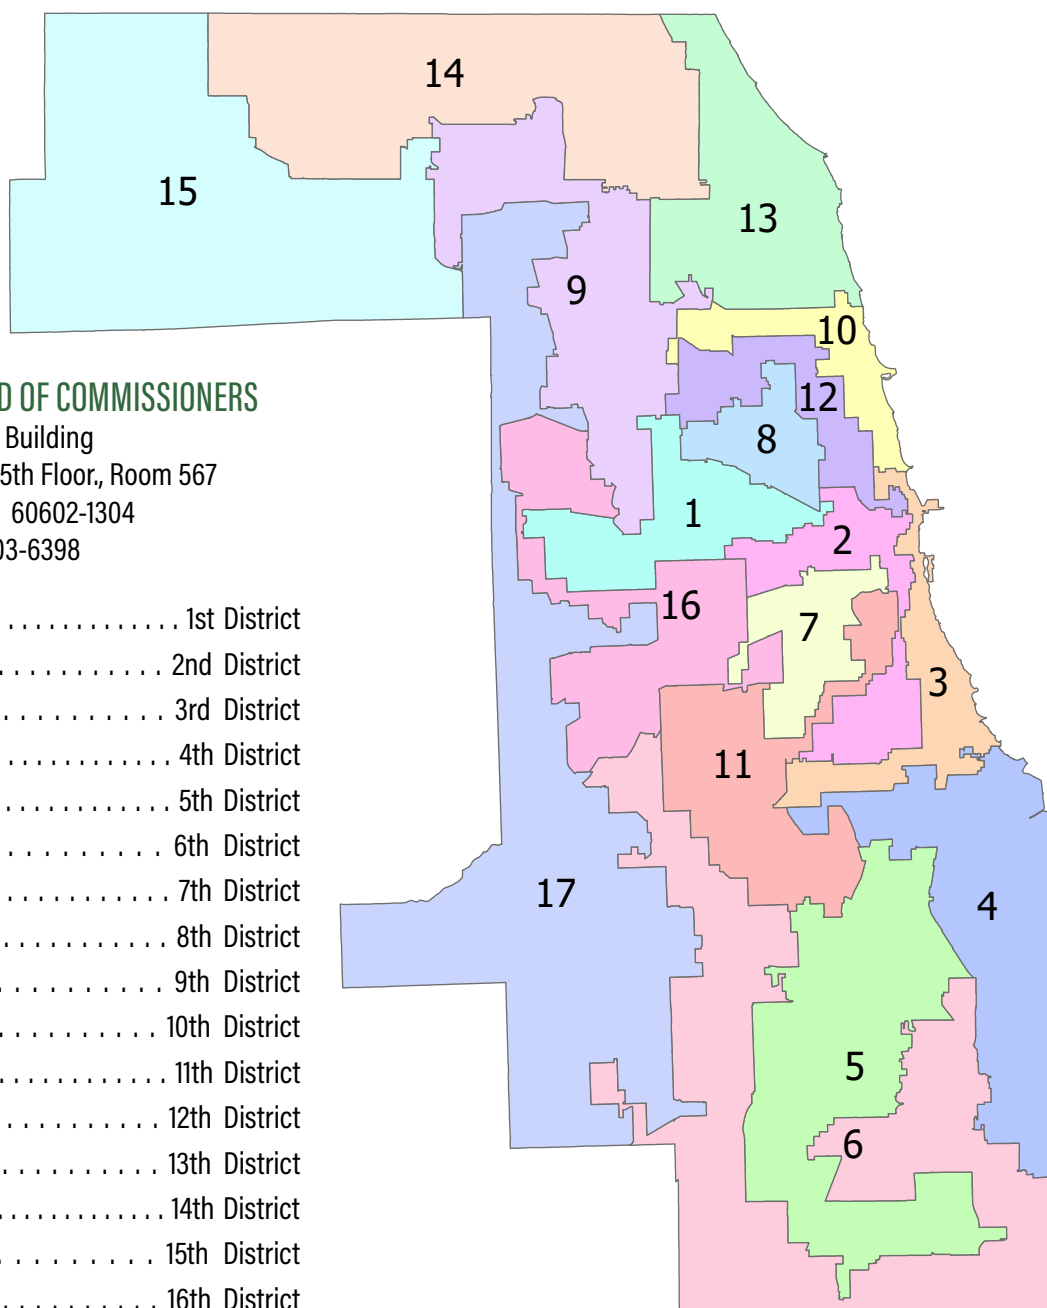 14
15
13
9
10
12
8
1
2
16
7
3
11
17
4
5
6
D OF COMMISSIONERS
Building
5th Floor., Room 567
60602-1304
03-6398
. . . . . . . . . . . . . 1st District
. . . . . . . . . . . . 2nd District
. . . . . . . . . . . 3rd District
. . . . . . . . . . . . 4th District
. . . . . . . . . . . . 5th District
. . . . . . . . . . . 6th District
. . . . . . . . . . . . 7th District
. . . . . . . . . . . . 8th District
. . . . . . . . . . . 9th District
. . . . . . . . . . . 10th District
. . . . . . . . . . . . 11th District
. . . . . . . . . . . 12th District
. . . . . . . . . . . 13th District
. . . . . . . . . . . . 14th District
. . . . . . . . . . 15th District
. . . . . . . . . . . 16th District